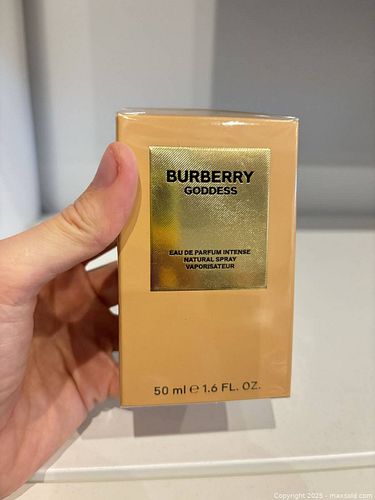 BURBERRY
GODDESS
EAU DE PARFUM INTENSE
NATURAL SPRAY
VAPORISATEUR
50 ml ℮ 1.6 FL. OZ.
Copyright © 2025 - maxsold.com